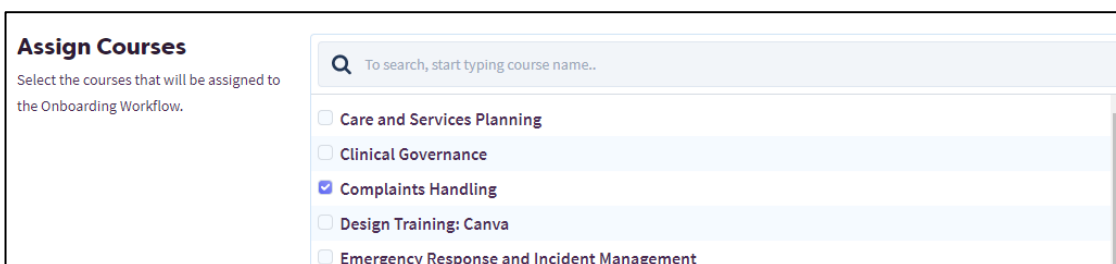 Assign Courses
Select the courses that will be assigned to
the Onboarding Workflow.
To search, start typing course name..
Care and Services Planning
Clinical Governance
Complaints Handling
Design Training: Canva
Emergency Response and Incident Management